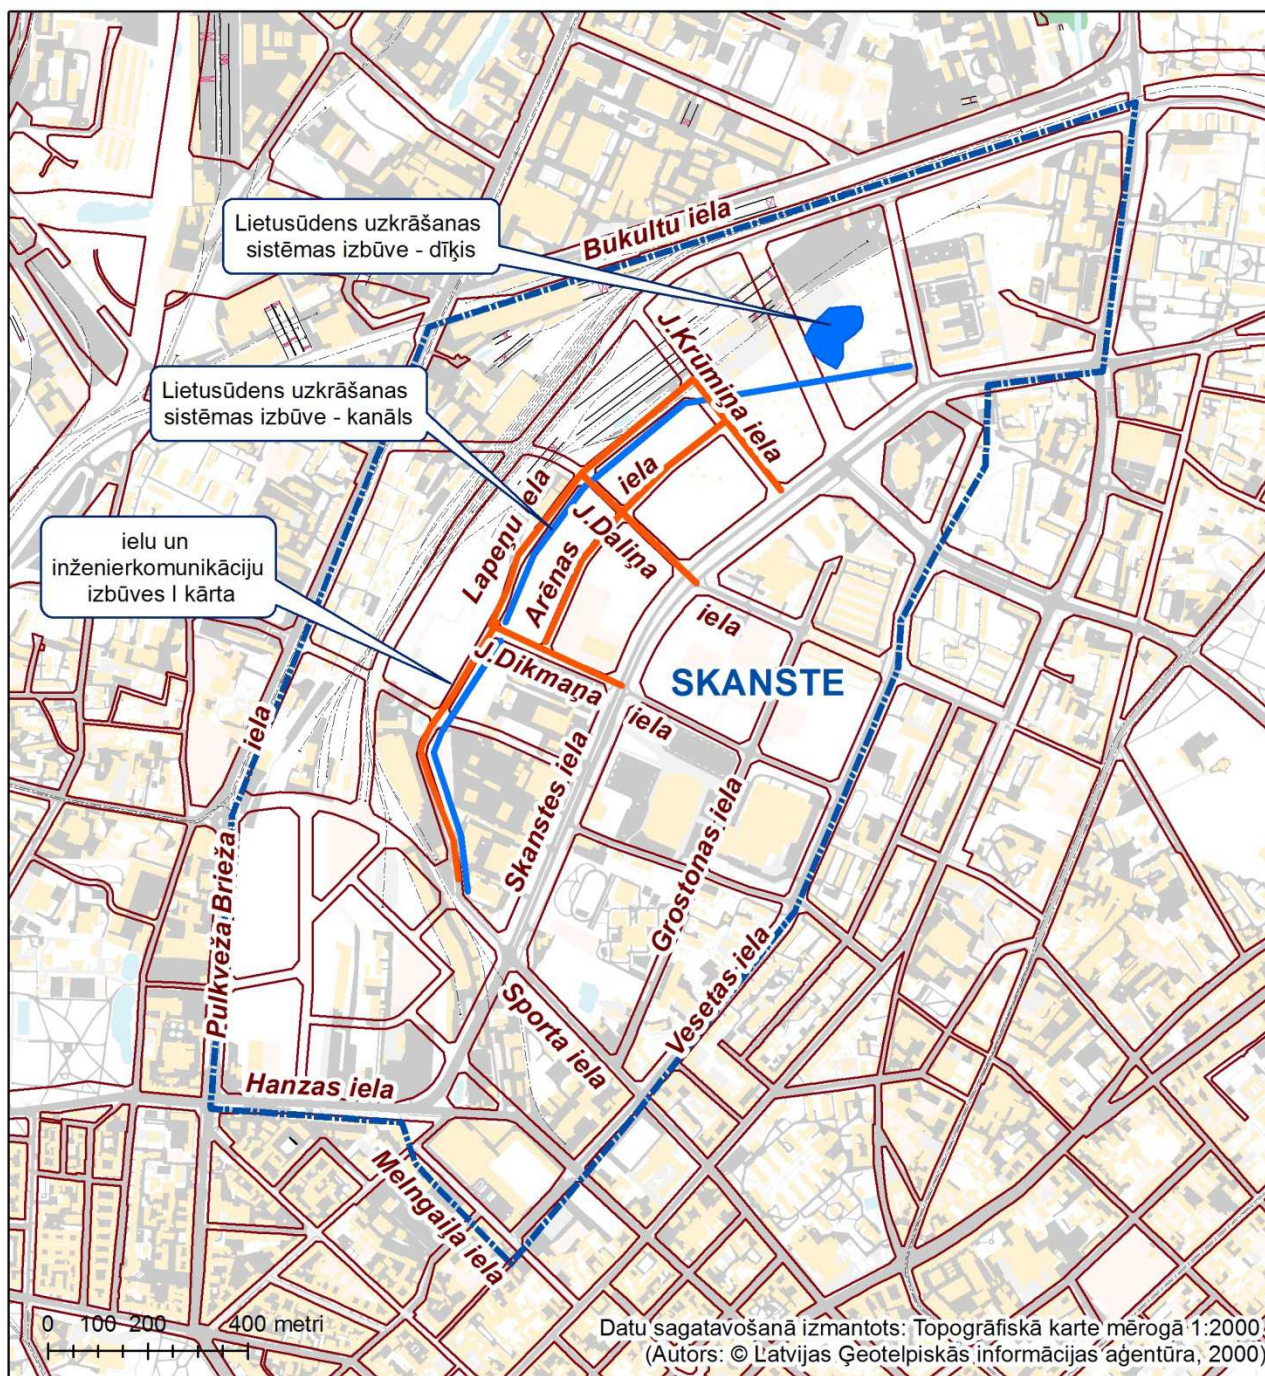 Lietusūdens uzkrāšanas
sistēmas izbūve - dīķis
Bukultu iela
Lietusūdens uzkrāšanas
sistēmas izbūve - kanāls
J.Krūmiņa iela
Lapeņu iela
Arēnas iela
J.Daliņa iela
ielu un
inženierkomunikāciju
izbūves I kārta
J.Dikmaņa iela
SKANSTE
Skanstes iela
Grostonas iela
Pulkveža Brieža iela
Vesetas iela
Sporta iela
Hanzas iela
Melngaiļa iela
0 100 200 400 metri
Datu sagatavošanā izmantots: Topogrāfiskā karte mērogā 1:2000
(Autors: © Latvijas Ģeotelpiskās informācijas aģentūra, 2000)